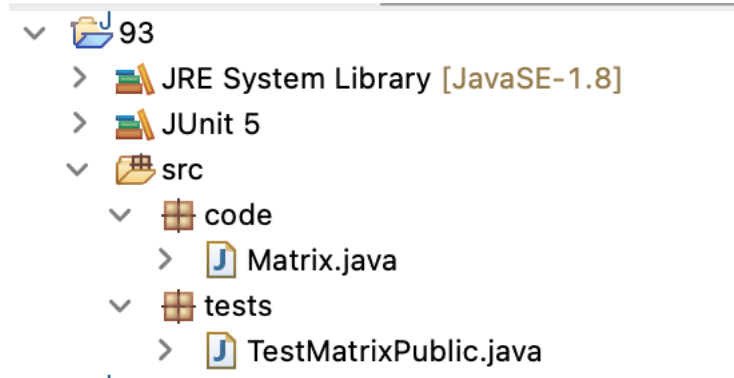 93
JRE System Library [JavaSE-1.8]
JUnit 5
src
code
Matrix.java
tests
TestMatrixPublic.java